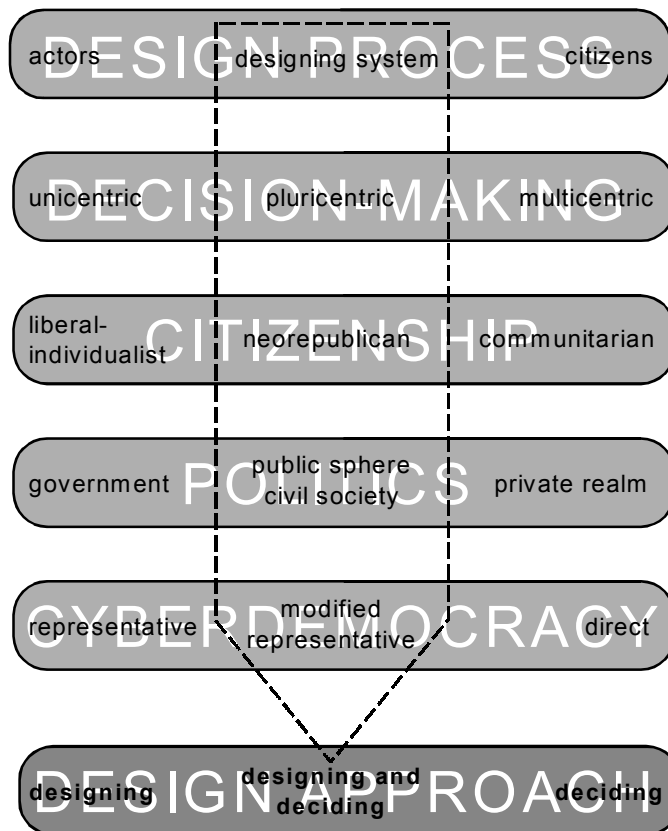 DESIGN PROCESS
actors designing system citizens
DECISION-MAKING
unicentric pluricentric multicentric
CITIZENSHIP
liberal-
individualist neorepublican communitarian
POLITICS
government public sphere
civil society private realm
CYBERDEMOCRACY
representative modified
representative direct
DESIGN APPROACH
designing designing and
deciding deciding